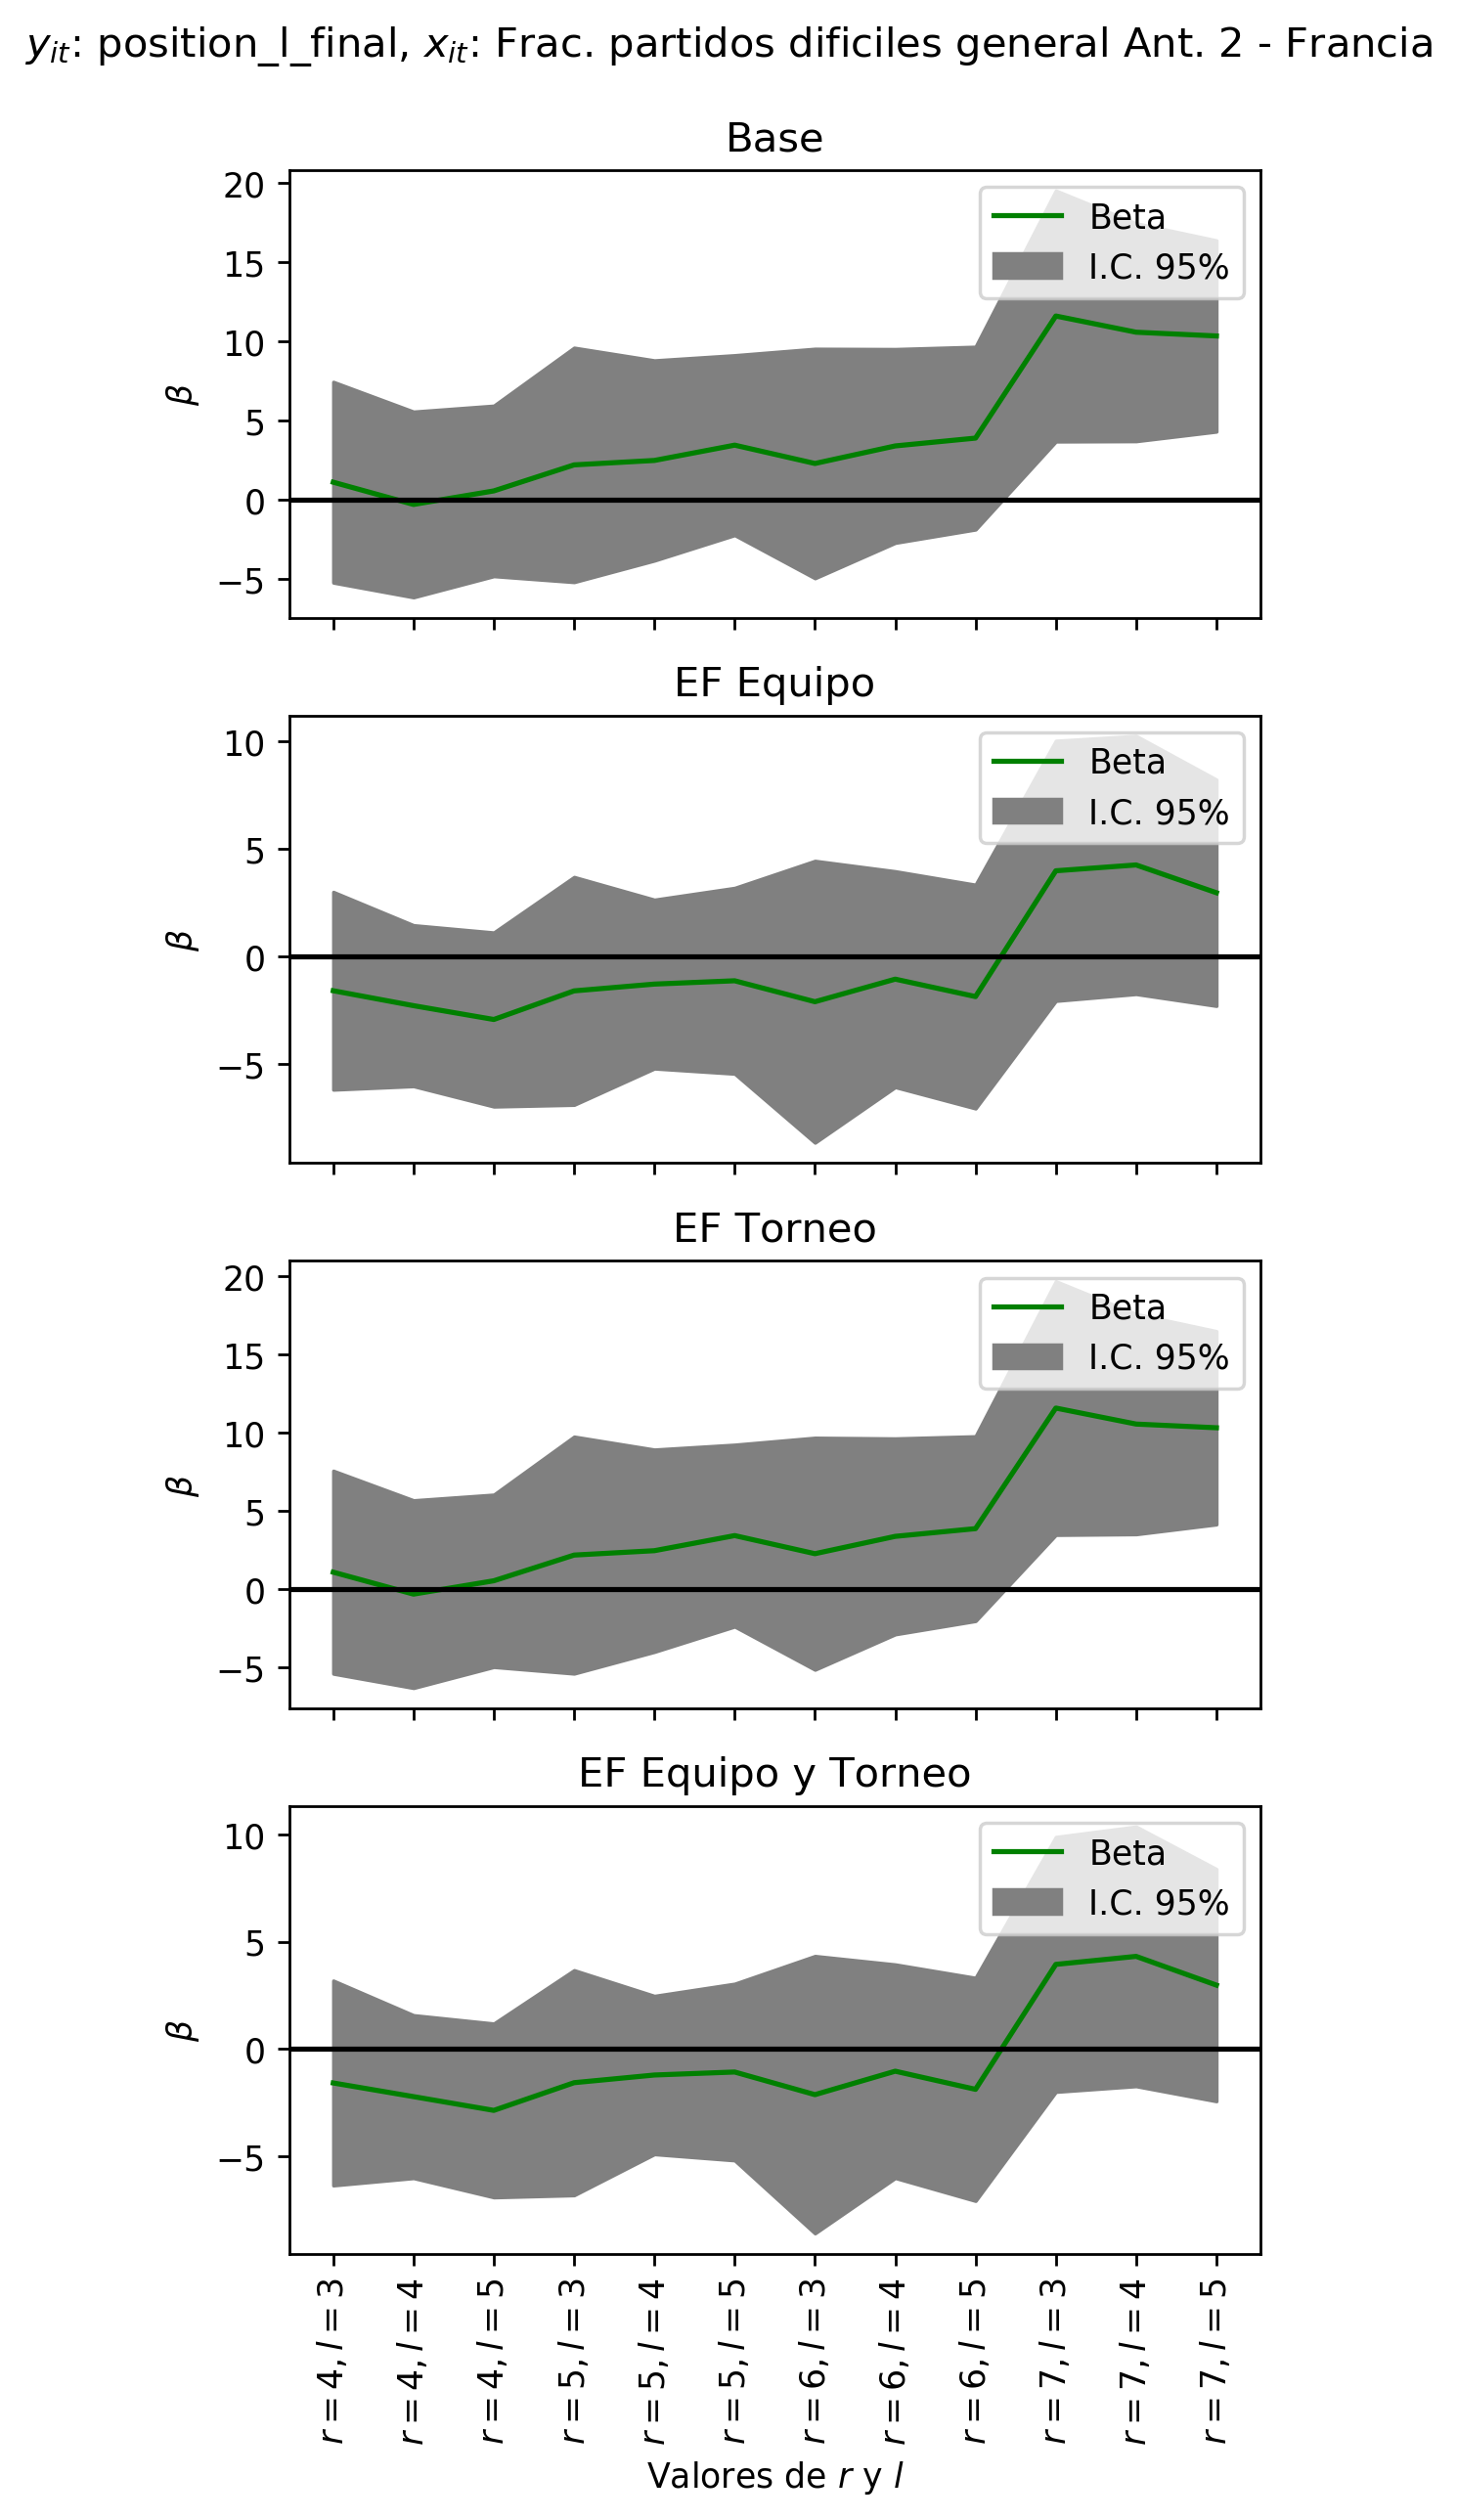 y_it: position_l_final, x_it: Frac. partidos dificiles general Ant. 2 - Francia
Base
20
15
10
5
0
−5
β
Beta
I.C. 95%
EF Equipo
10
5
0
−5
β
Beta
I.C. 95%
EF Torneo
20
15
10
5
0
−5
β
Beta
I.C. 95%
EF Equipo y Torneo
10
5
0
−5
β
Beta
I.C. 95%
r = 4, l = 3
r = 4, l = 4
r = 4, l = 5
r = 5, l = 3
r = 5, l = 4
r = 5, l = 5
r = 6, l = 3
r = 6, l = 4
r = 6, l = 5
r = 7, l = 3
r = 7, l = 4
r = 7, l = 5
Valores de r y l